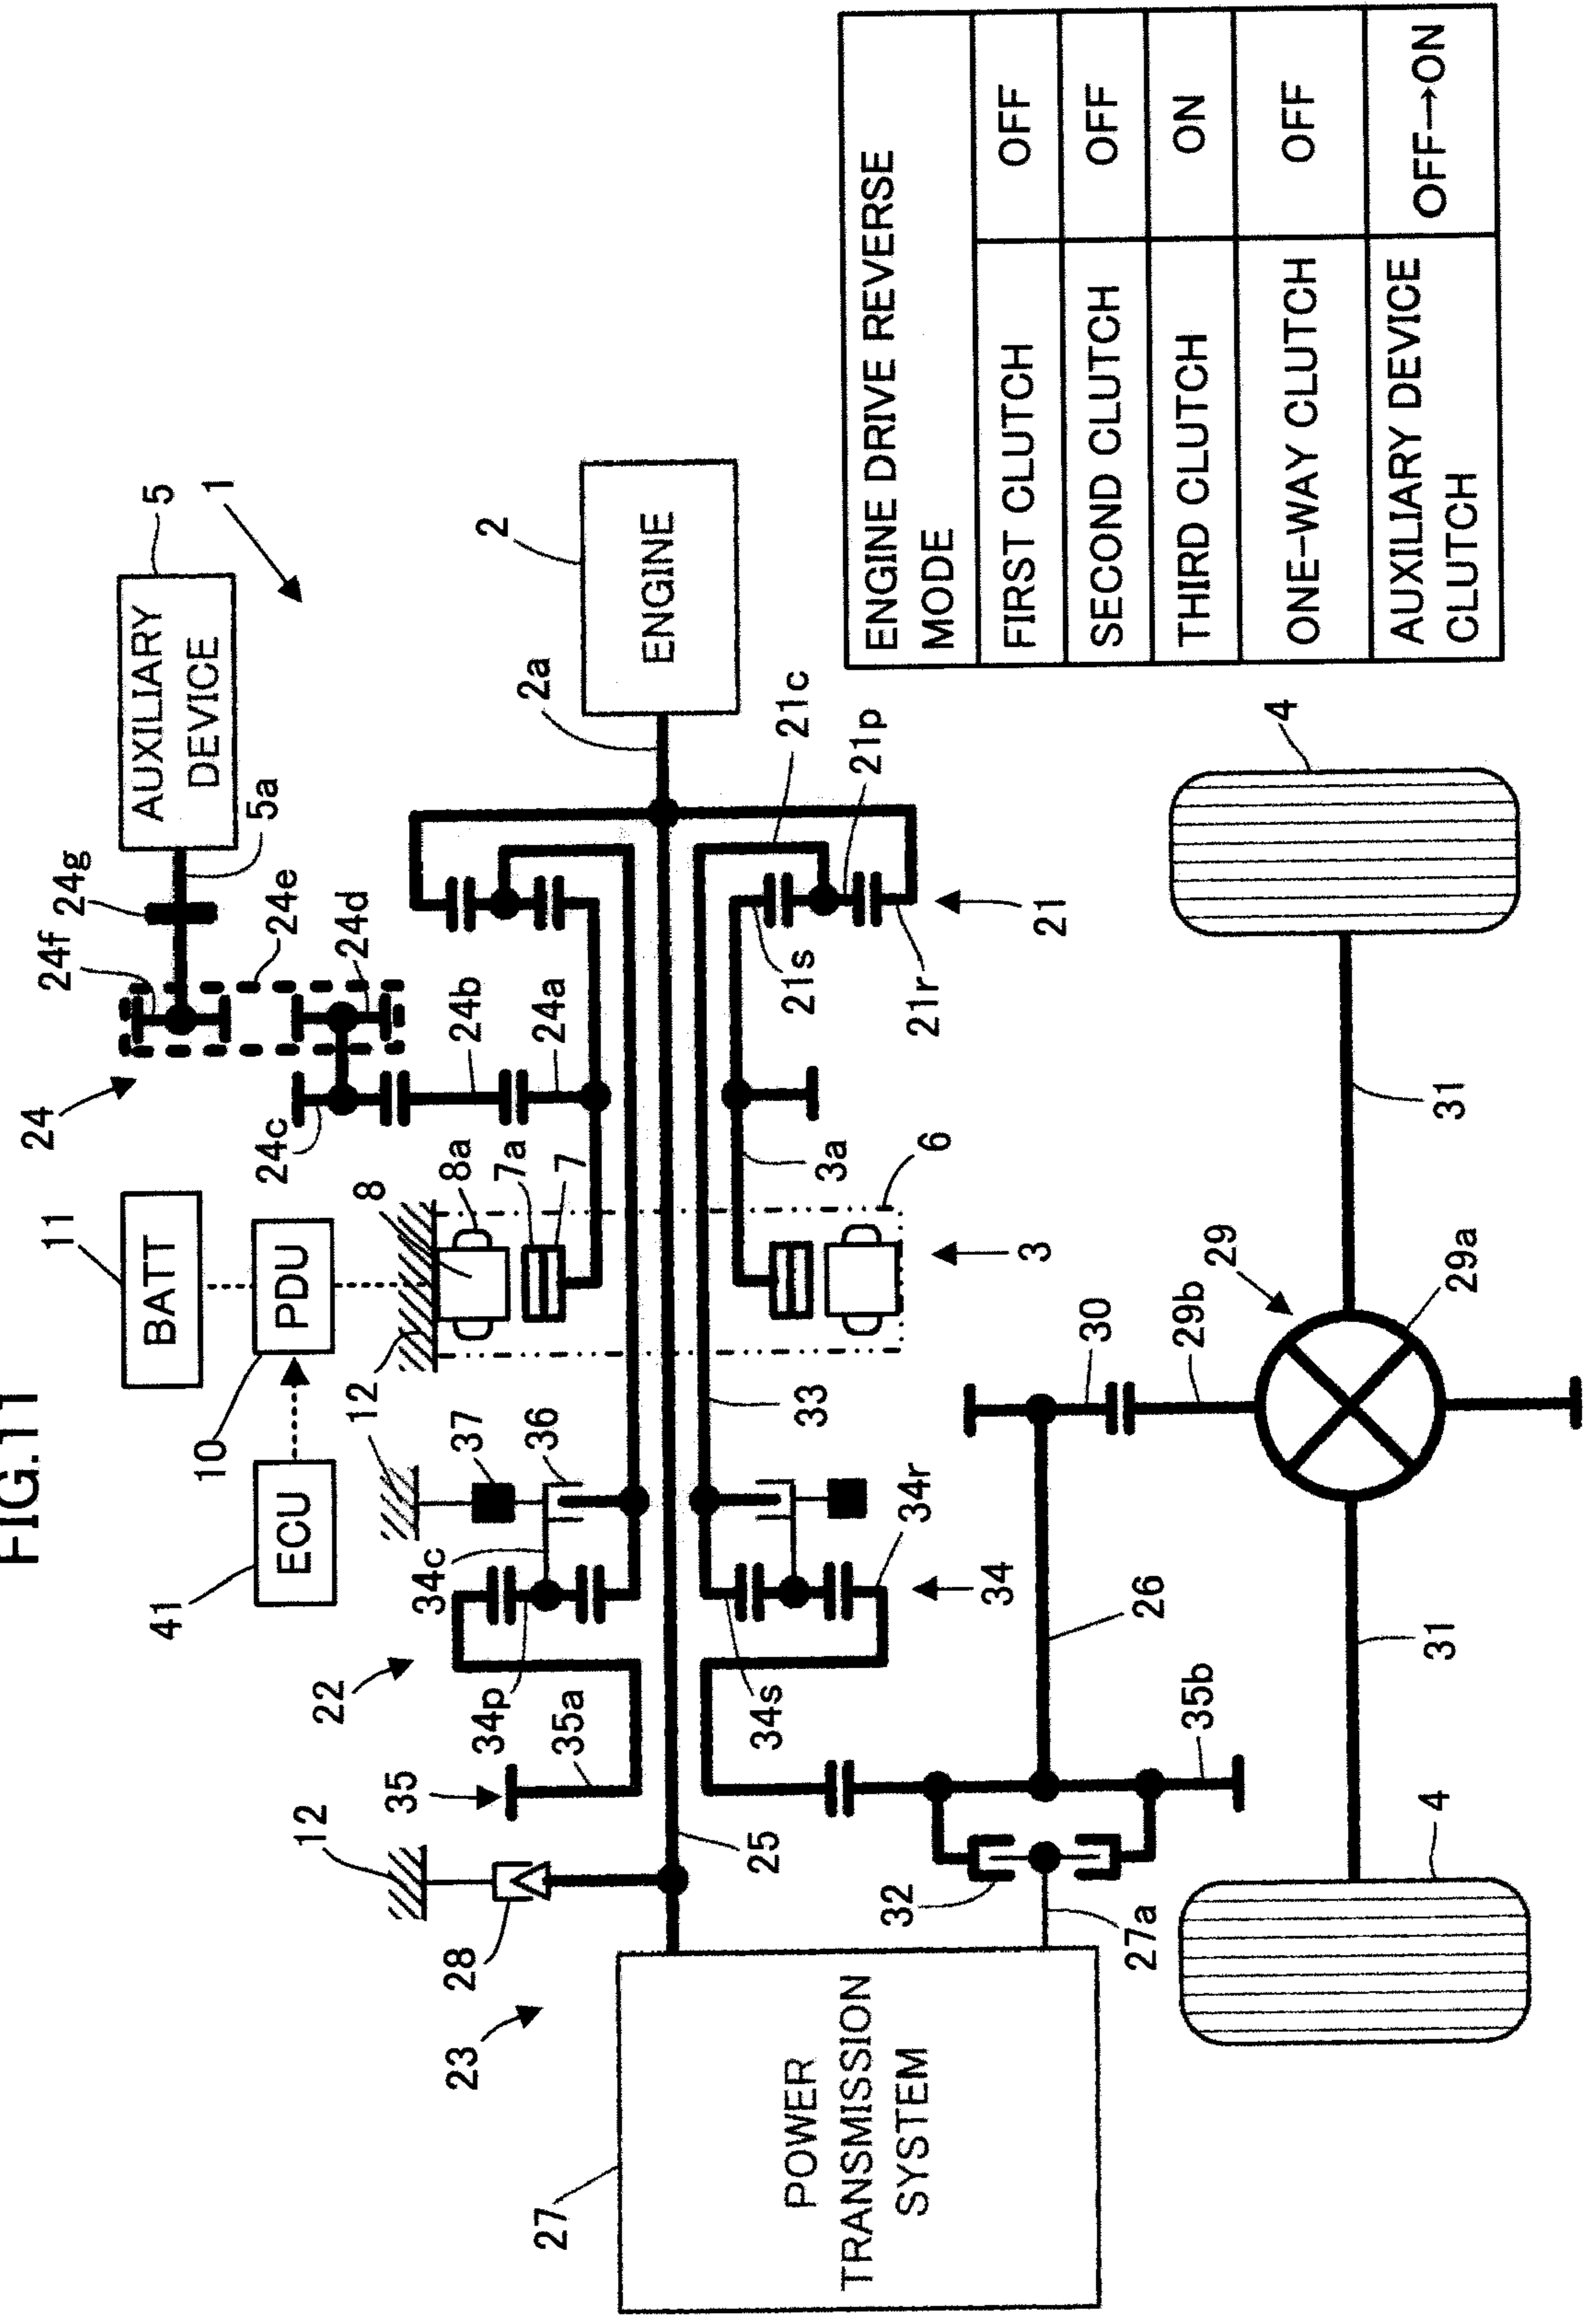 FIG.11
24
24f
24g
AUXILIARY
DEVICE
5
1
5a
24e
24d
24c
24b
24a
11
BATT
PDU
10
ECU
41
12
8
8a
7a
7
12
37
36
34c
22
34p
35a
35
12
28
23
27
POWER
TRANSMISSION
SYSTEM
25
2a
2
ENGINE
21c
21p
21s
21r
21
3a
6
3
33
34r
34
34s
32
27a
35b
26
30
29b
29
29a
31
31
4
4
ENGINE DRIVE REVERSE
MODE
FIRST CLUTCH OFF
SECOND CLUTCH OFF
THIRD CLUTCH ON
ONE-WAY CLUTCH OFF
AUXILIARY DEVICE
CLUTCH OFF→ON